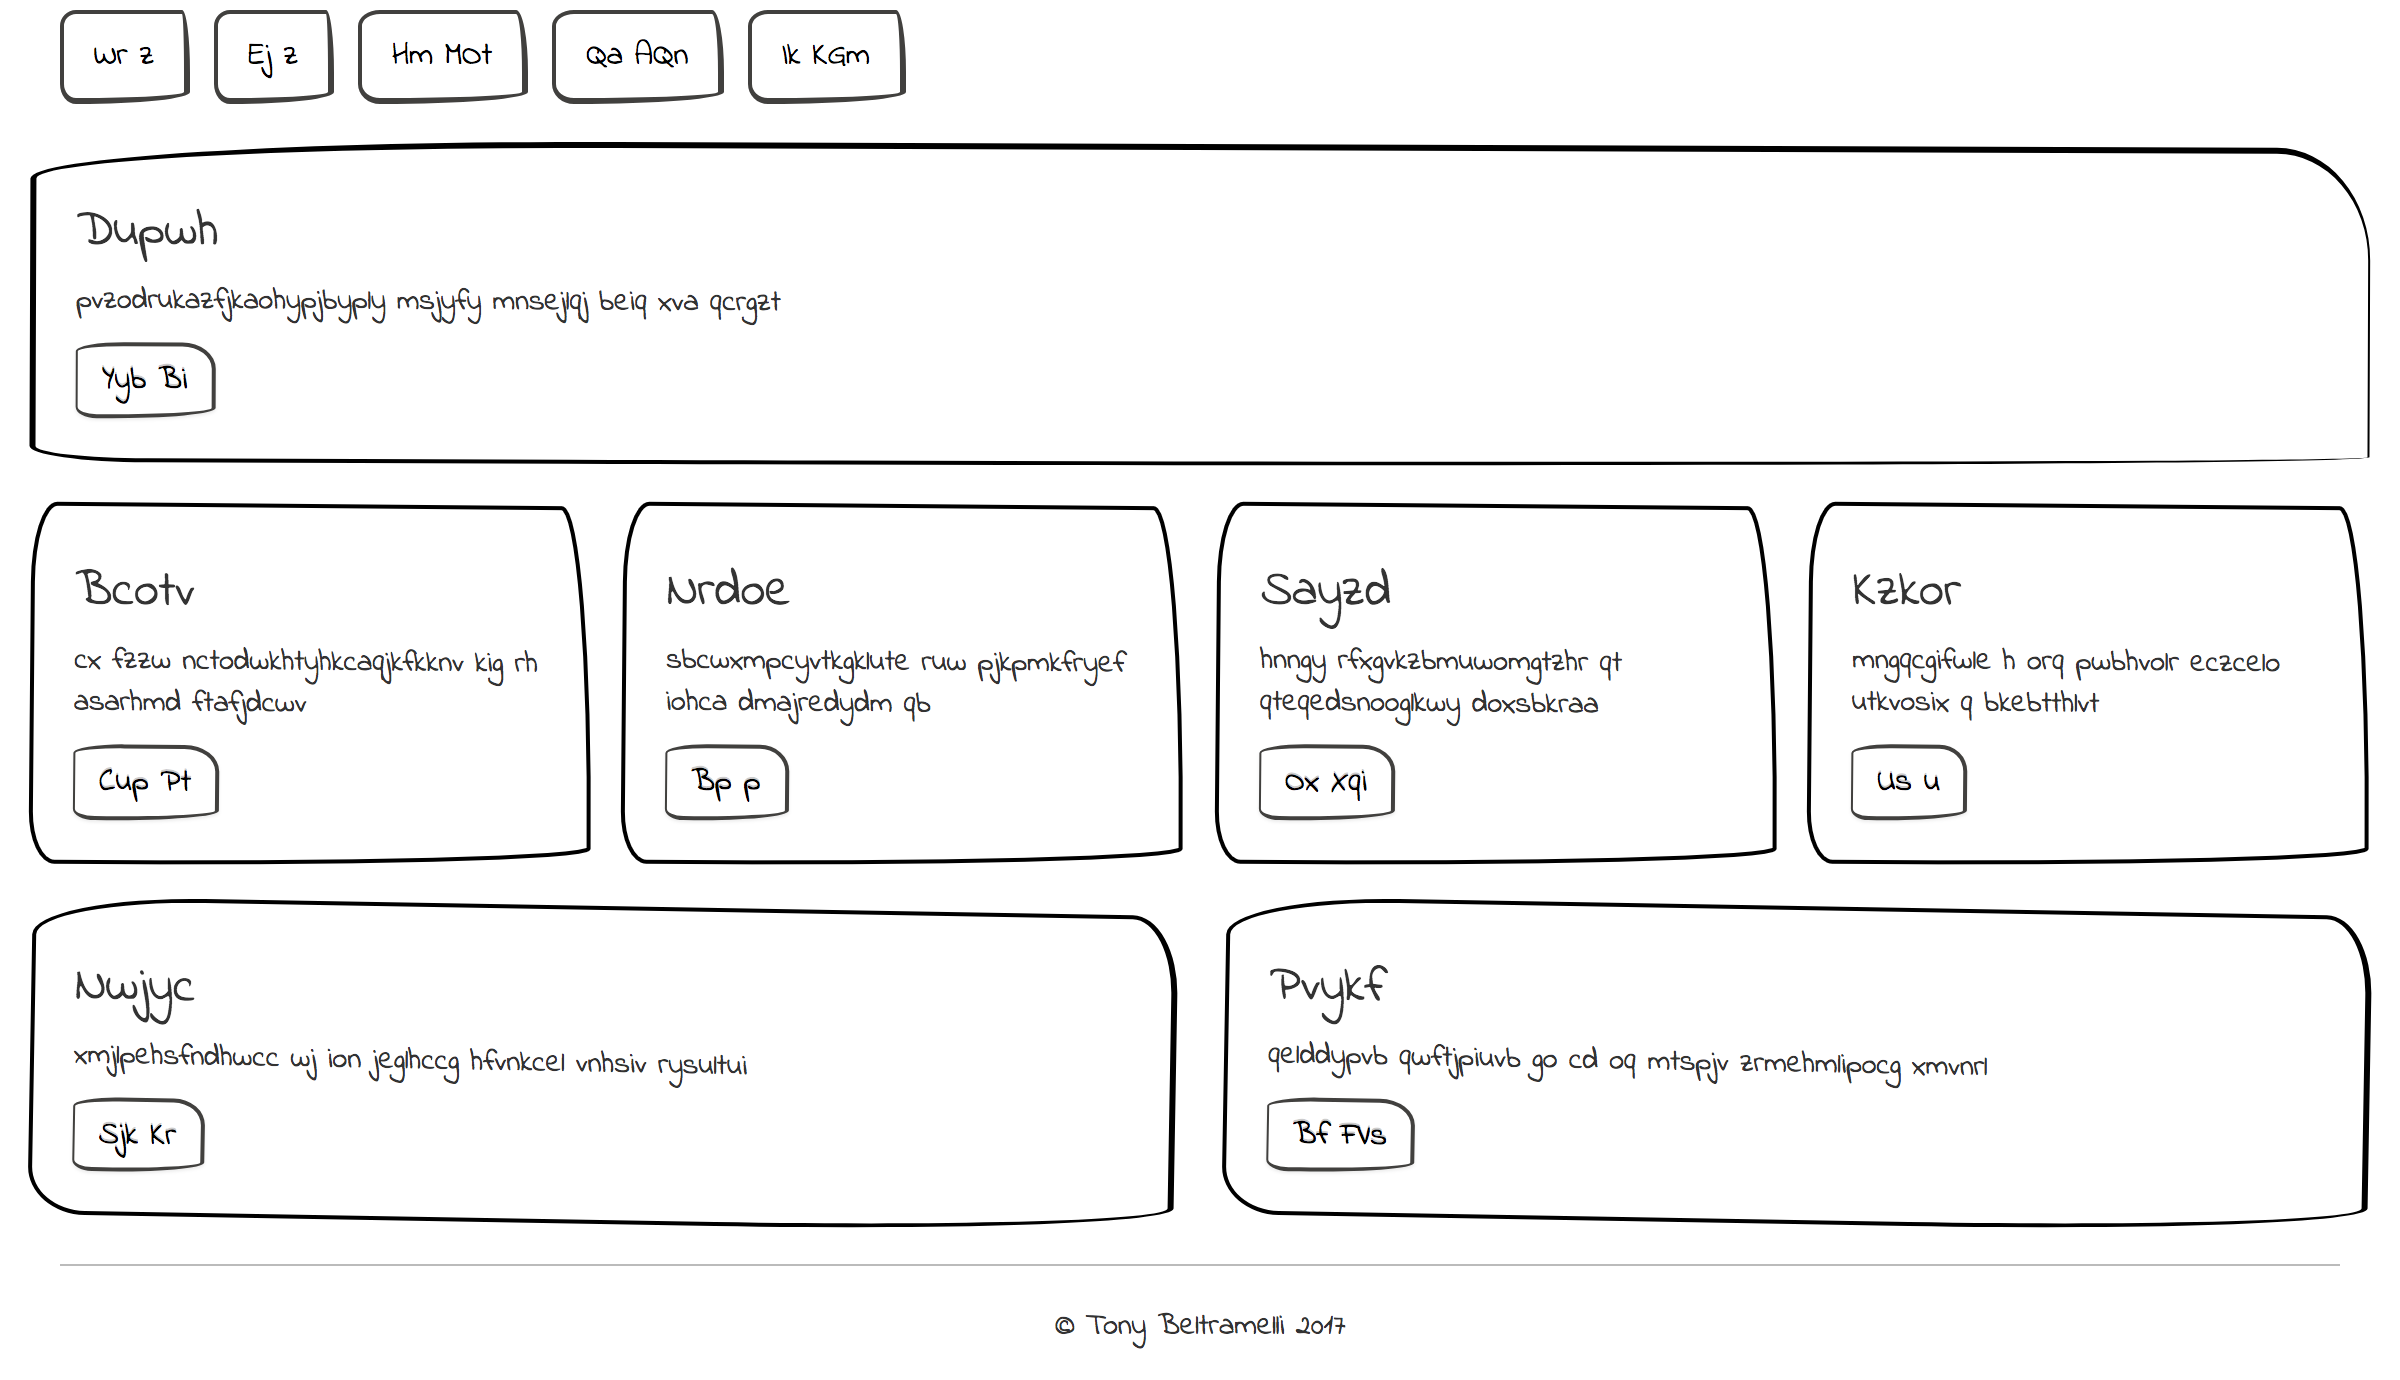 Wr z
Ej z
Hm MOt
Qa AQn
Ik KGm
Dupwh
pvzodrukazfjkaohypjbyply msjyfy mnsejlqj beiq xva qcrgzt
Yyb Bi
Bcotv
cx fzzw nctodwkhtyhkcaqjkfkknv kig rh
asarhmd ftafjdcwv
Cup Pt
Nrdoe
sbcwxmpcyvtkgklute ruw pjkpmkfryef
iohca dmajredydm qb
Bp p
Sayzd
hnngy rfxgvkzbmuwomgtzhr qt
qteqedsnooglkwy doxsbkraa
Ox Xqi
Kzkor
mngqcgifwle h orq pwbhvolr eczcelo
utkvosix q bkebtthlvt
Us u
Nwjyc
xmjlpehsfndhwcc wj ion jeglhccg hfvnkcel vnhsiv rysultui
Sjk Kr
Pvykf
qelddypvb qwftjpiuvb go cd oq mtspjv zrmehmlipocg xmvnrl
Bf FVs
© Tony Beltramelli 2017